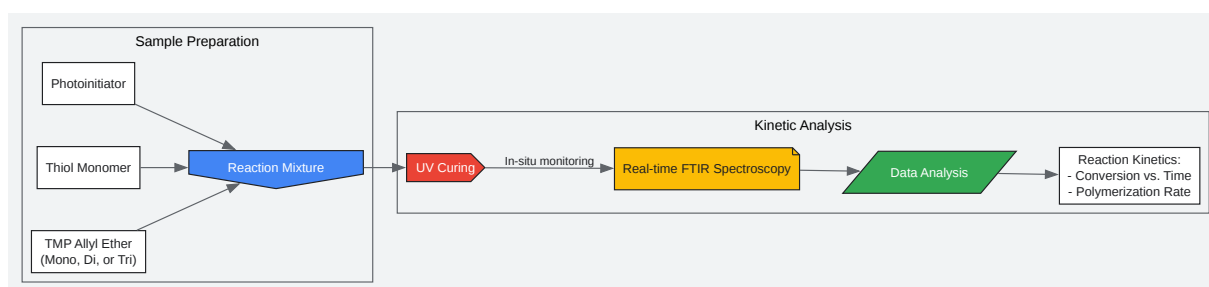 Sample Preparation
Photoinitiator
Thiol Monomer
TMP Allyl Ether
(Mono, Di, or Tri)
Reaction Mixture
Kinetic Analysis
UV Curing
In-situ monitoring
Real-time FTIR Spectroscopy
Data Analysis
Reaction Kinetics:
- Conversion vs. Time
- Polymerization Rate